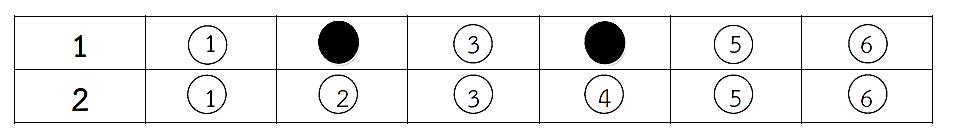 1 ① ③ ⑤ ⑥
2 ① ② ③ ④ ⑤ ⑥